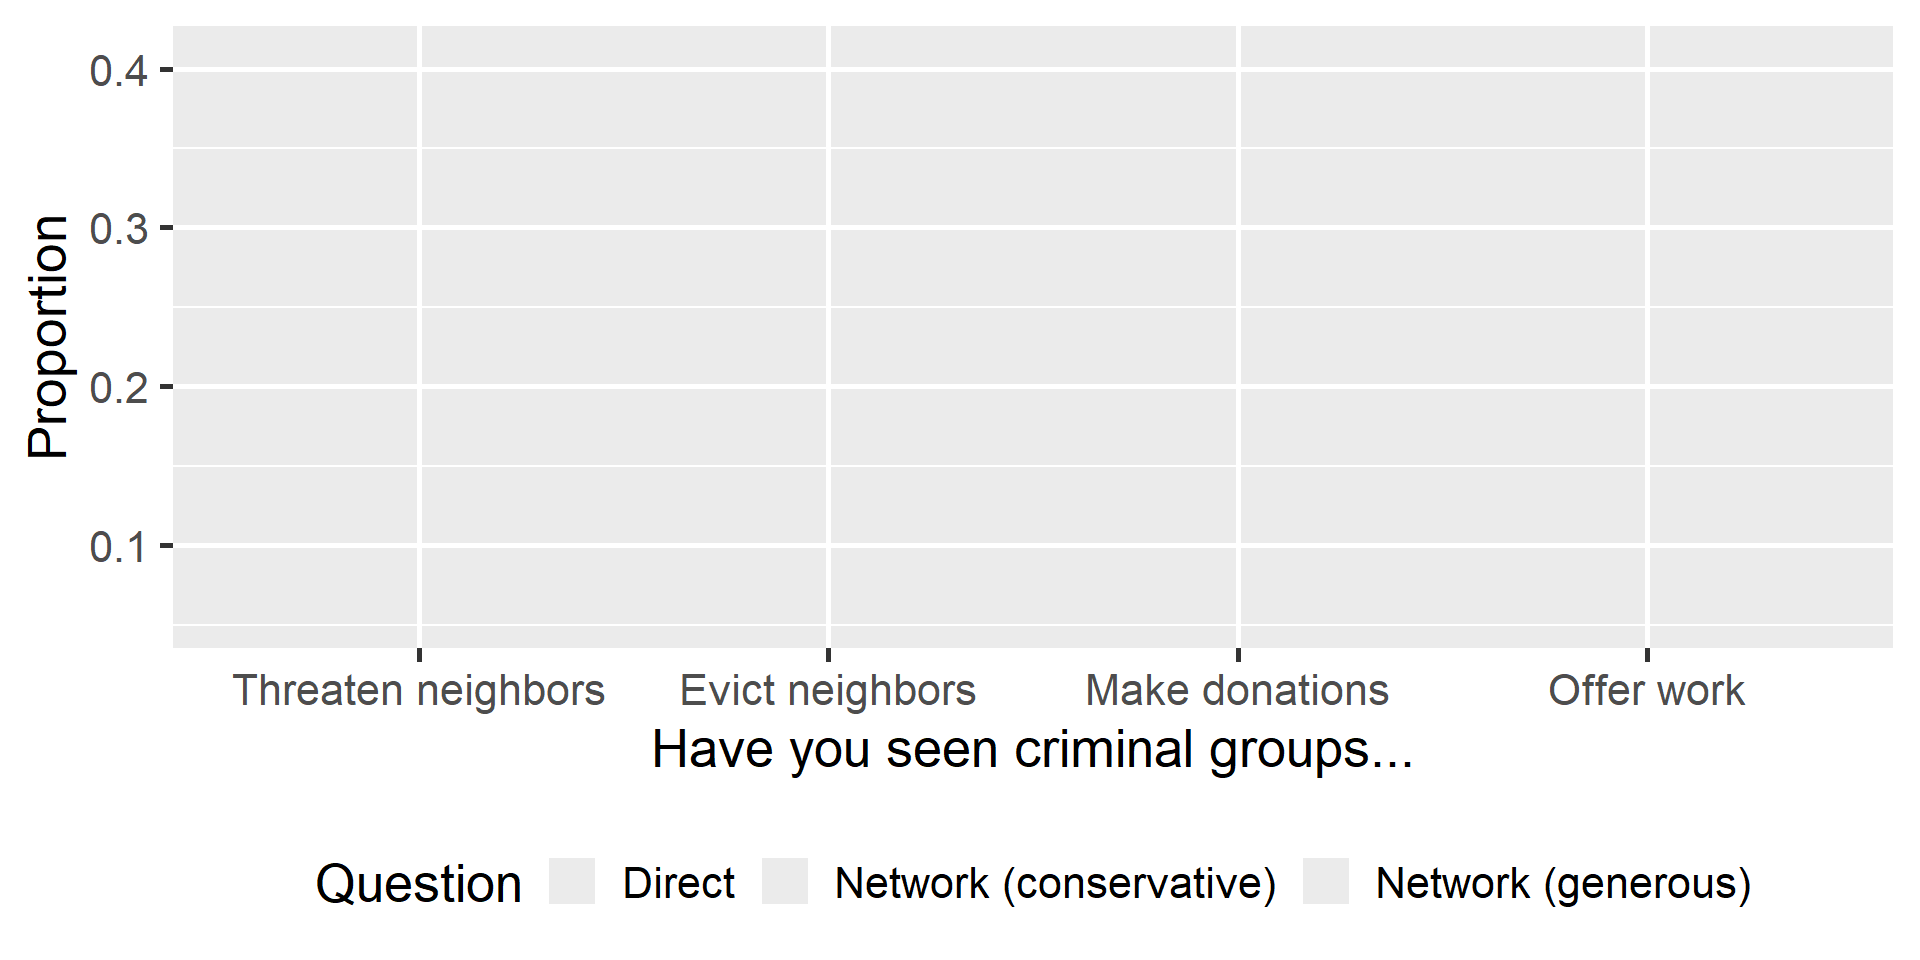 0.4
0.3
0.2
0.1
Proportion
Threaten neighbors Evict neighbors Make donations Offer work
Have you seen criminal groups...
Question Direct Network (conservative) Network (generous)